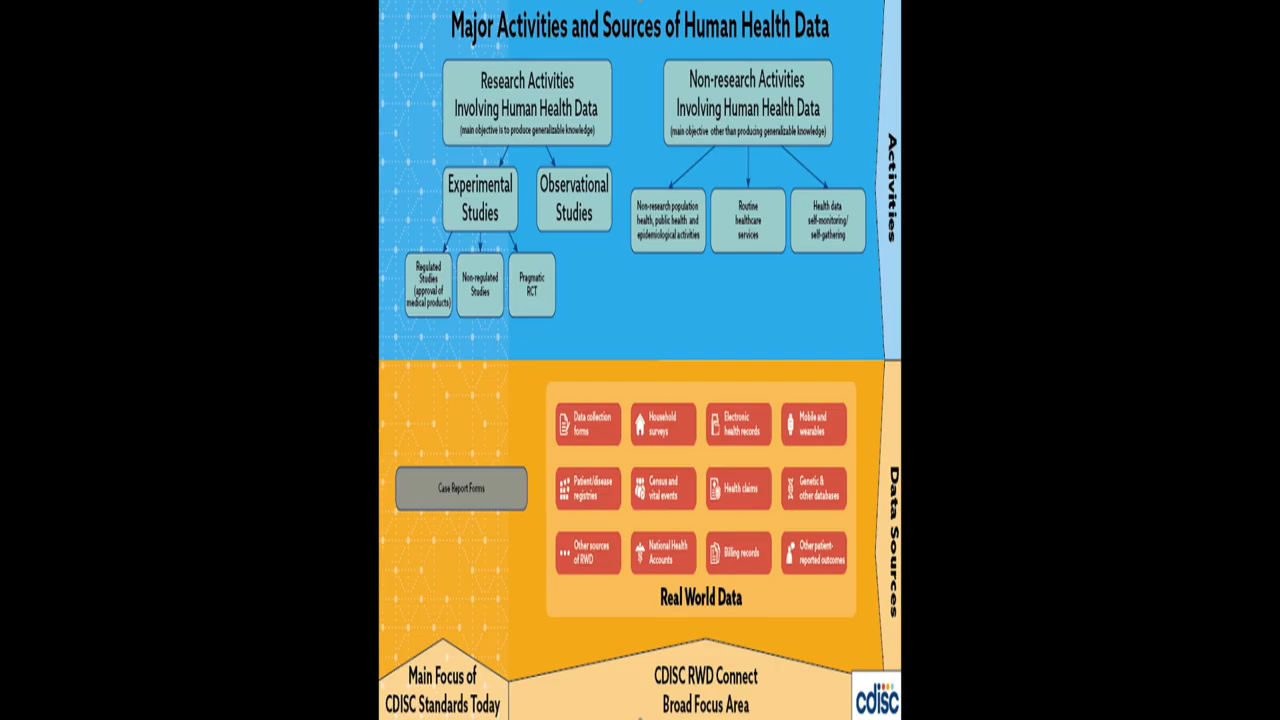 Major Activities and Sources of Human Health Data
Research Activities
Involving Human Health Data
(main objective is to produce generalizable knowledge)
Non-research Activities
Involving Human Health Data
(main objective other than producing generalizable knowledge)
Experimental
Studies
Observational
Studies
Non-research population
health, public health and
epidemiological activities
Routine
healthcare
services
Health data
self-monitoring/
self-gathering
Regulated
Studies
(approval of
medical products)
Non-regulated
Studies
Pragmatic
RCT
Activities
Data collection
forms
Household
surveys
Electronic
health records
Mobile and
wearables
Case Report Forms
Patient/disease
registries
Census and
vital events
Health claims
Genetic &
other databases
Other sources
of RWD
National Health
Accounts
Billing records
Other patient-
reported outcomes
Real World Data
Data Sources
Main Focus of
CDISC Standards Today
CDISC RWD Connect
Broad Focus Area
cdisc